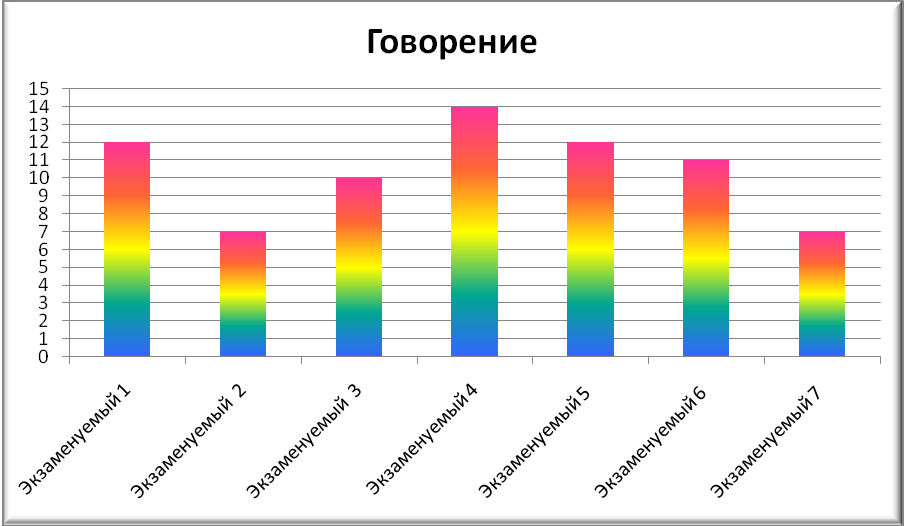 Говорение
15
14
13
12
11
10
9
8
7
6
5
4
3
2
1
0
Экзаменуемый 1
Экзаменуемый 2
Экзаменуемый 3
Экзаменуемый 4
Экзаменуемый 5
Экзаменуемый 6
Экзаменуемый 7